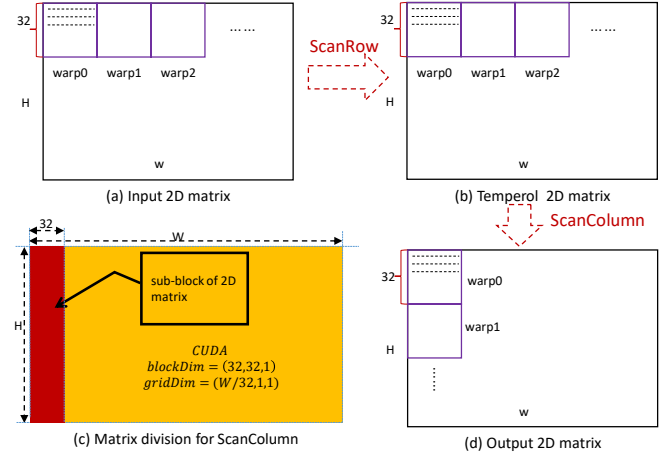 32
warp0 warp1 warp2
... ...
H
w
(a) Input 2D matrix
ScanRow
32
warp0 warp1 warp2
... ...
H
w
(b) Temperol 2D matrix
ScanColumn
32
W
H
sub-block of 2D
matrix
CUDA
blockDim = (32,32,1)
gridDim = (W/32,1,1)
(c) Matrix division for ScanColumn
32
warp0
warp1
H
......
w
(d) Output 2D matrix